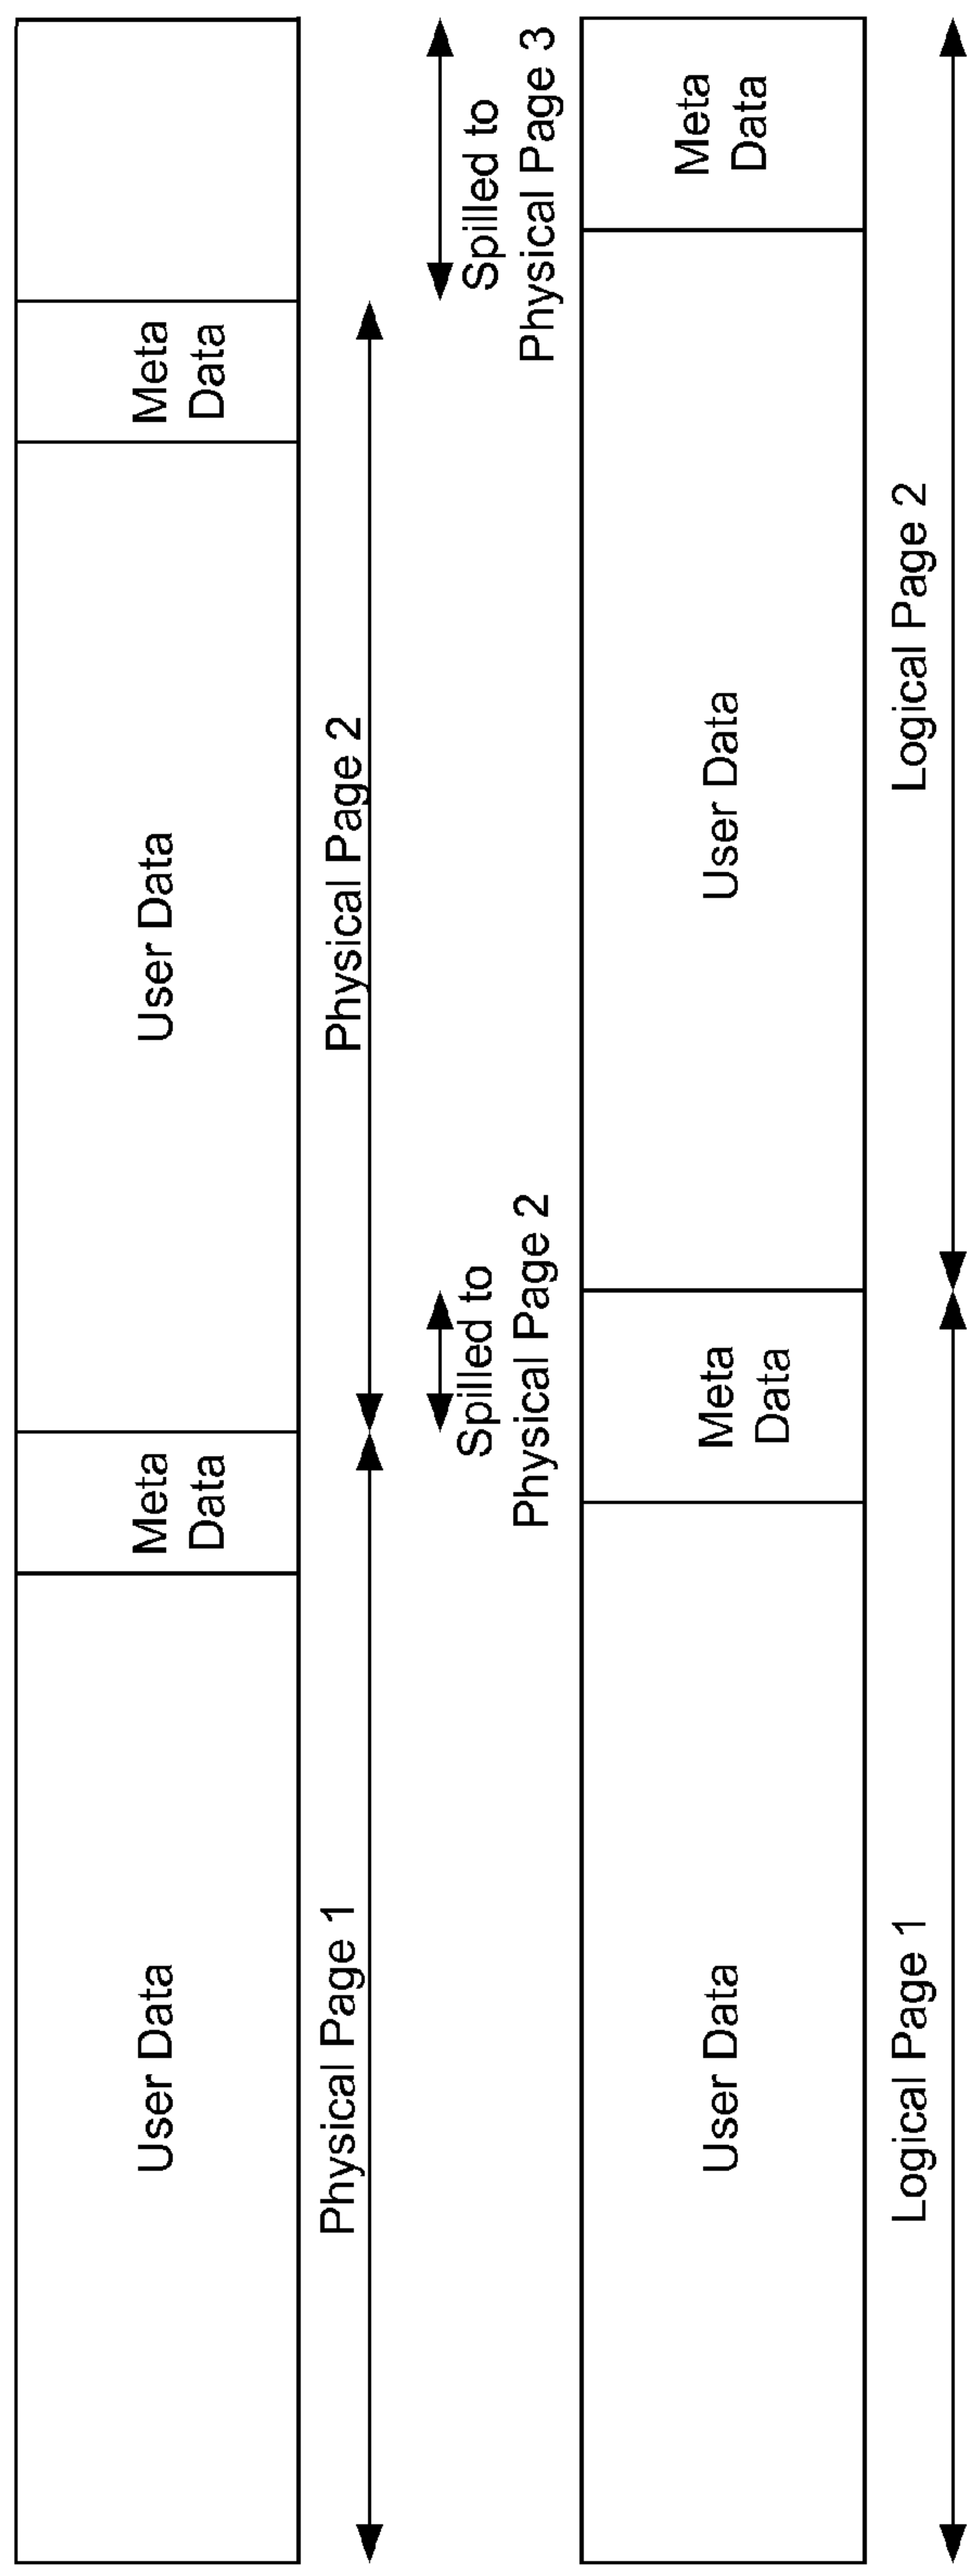 User Data
Meta
Data
User Data
Meta
Data
Physical Page 1
Physical Page 2
Spilled to
Physical Page 2
Spilled to
Physical Page 3
User Data
Meta
Data
User Data
Meta
Data
Logical Page 1
Logical Page 2